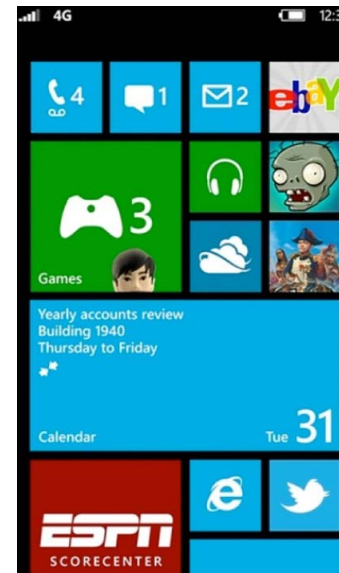 4G
12:3
4
1
2
ebaY
3
Games
Yearly accounts review
Building 1940
Thursday to Friday
Calendar
Tue 31
ESPN
SCORECENTER